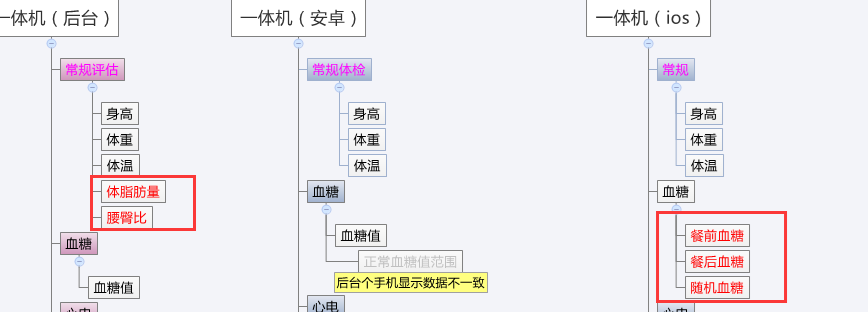 一体机（后台）
常规评估
身高
体重
体温
体脂肪量
腰臀比
血糖
血糖值
心电
一体机（安卓）
常规体检
身高
体重
体温
血糖
血糖值
正常血糖值范围
后台个手机显示数据不一致
心电
一体机（ios）
常规
身高
体重
体温
血糖
餐前血糖
餐后血糖
随机血糖
心电